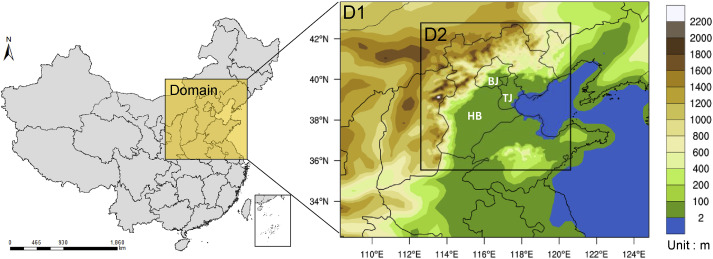 N
Domain
0 465 930 1,860
km
D1
D2
BJ
TJ
HB
42°N
40°N
38°N
36°N
34°N
110°E 112°E 114°E 116°E 118°E 120°E 122°E 124°E
2200
2000
1800
1600
1400
1200
1000
800
600
400
200
100
2
Unit : m